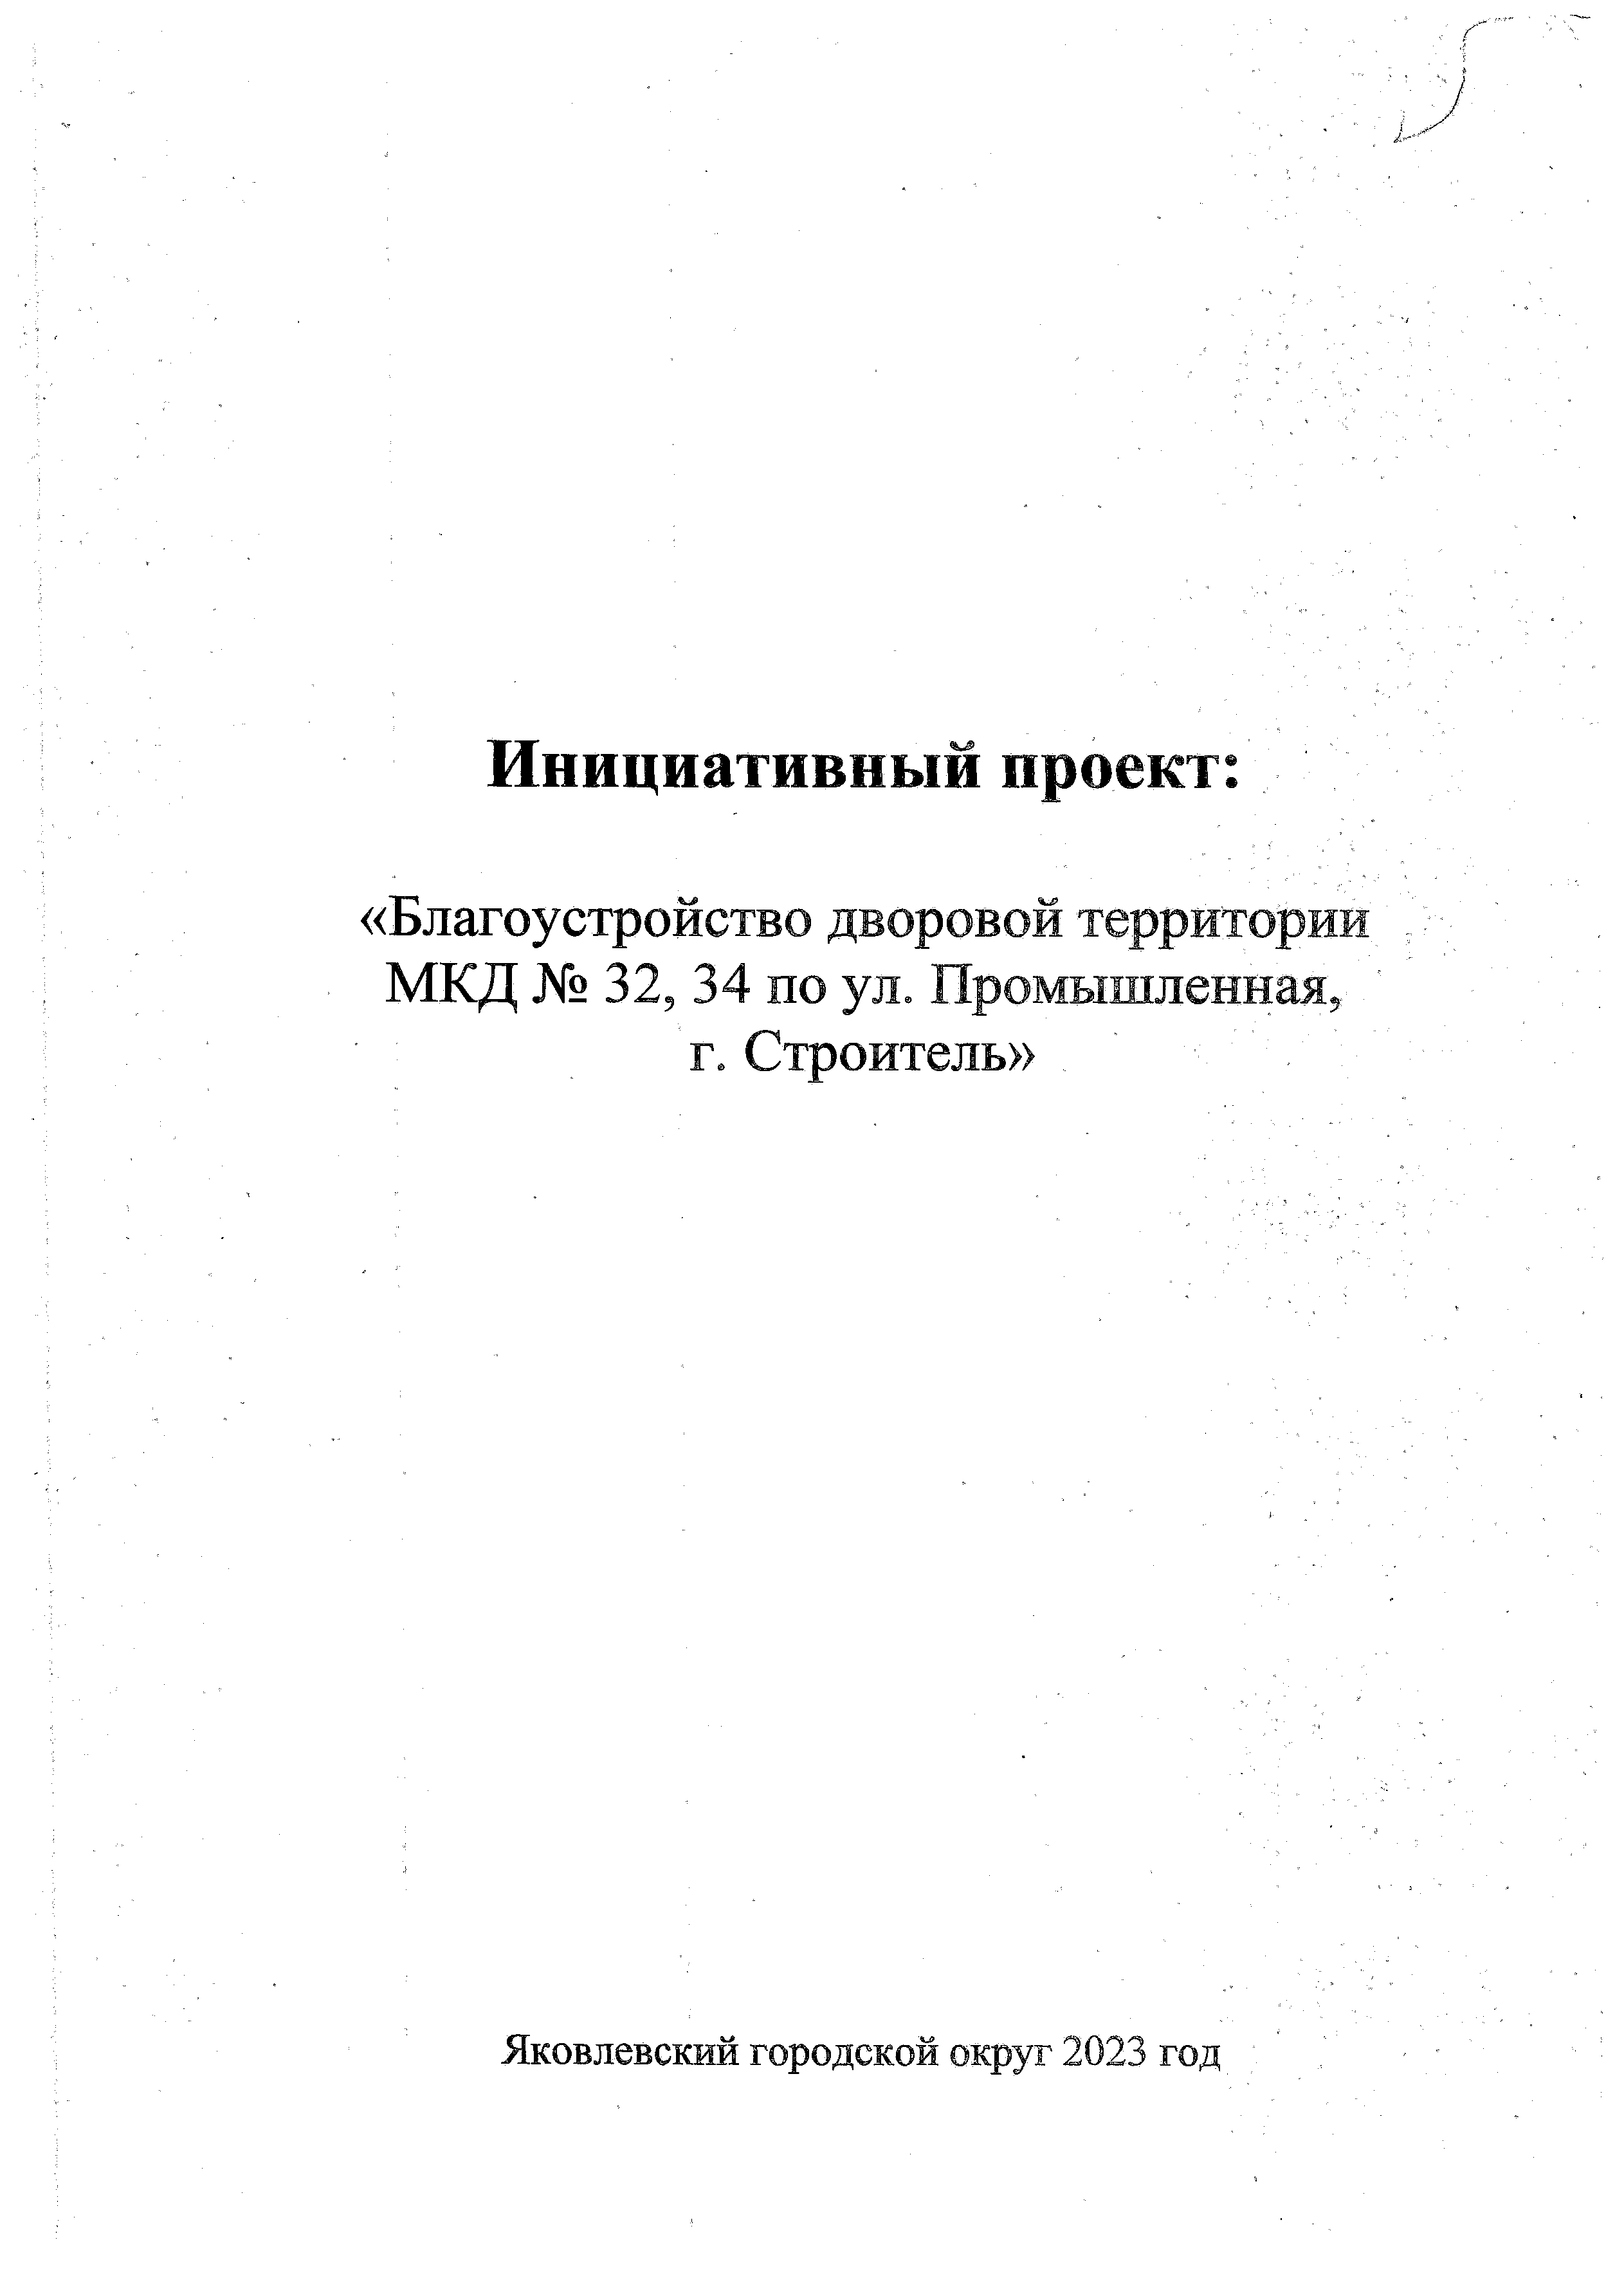 Инициативный проект:
«Благоустройство дворовой территории
МКД № 32, 34 по ул. Промышленная,
г. Строитель»
Яковлевский городской округ 2023 год